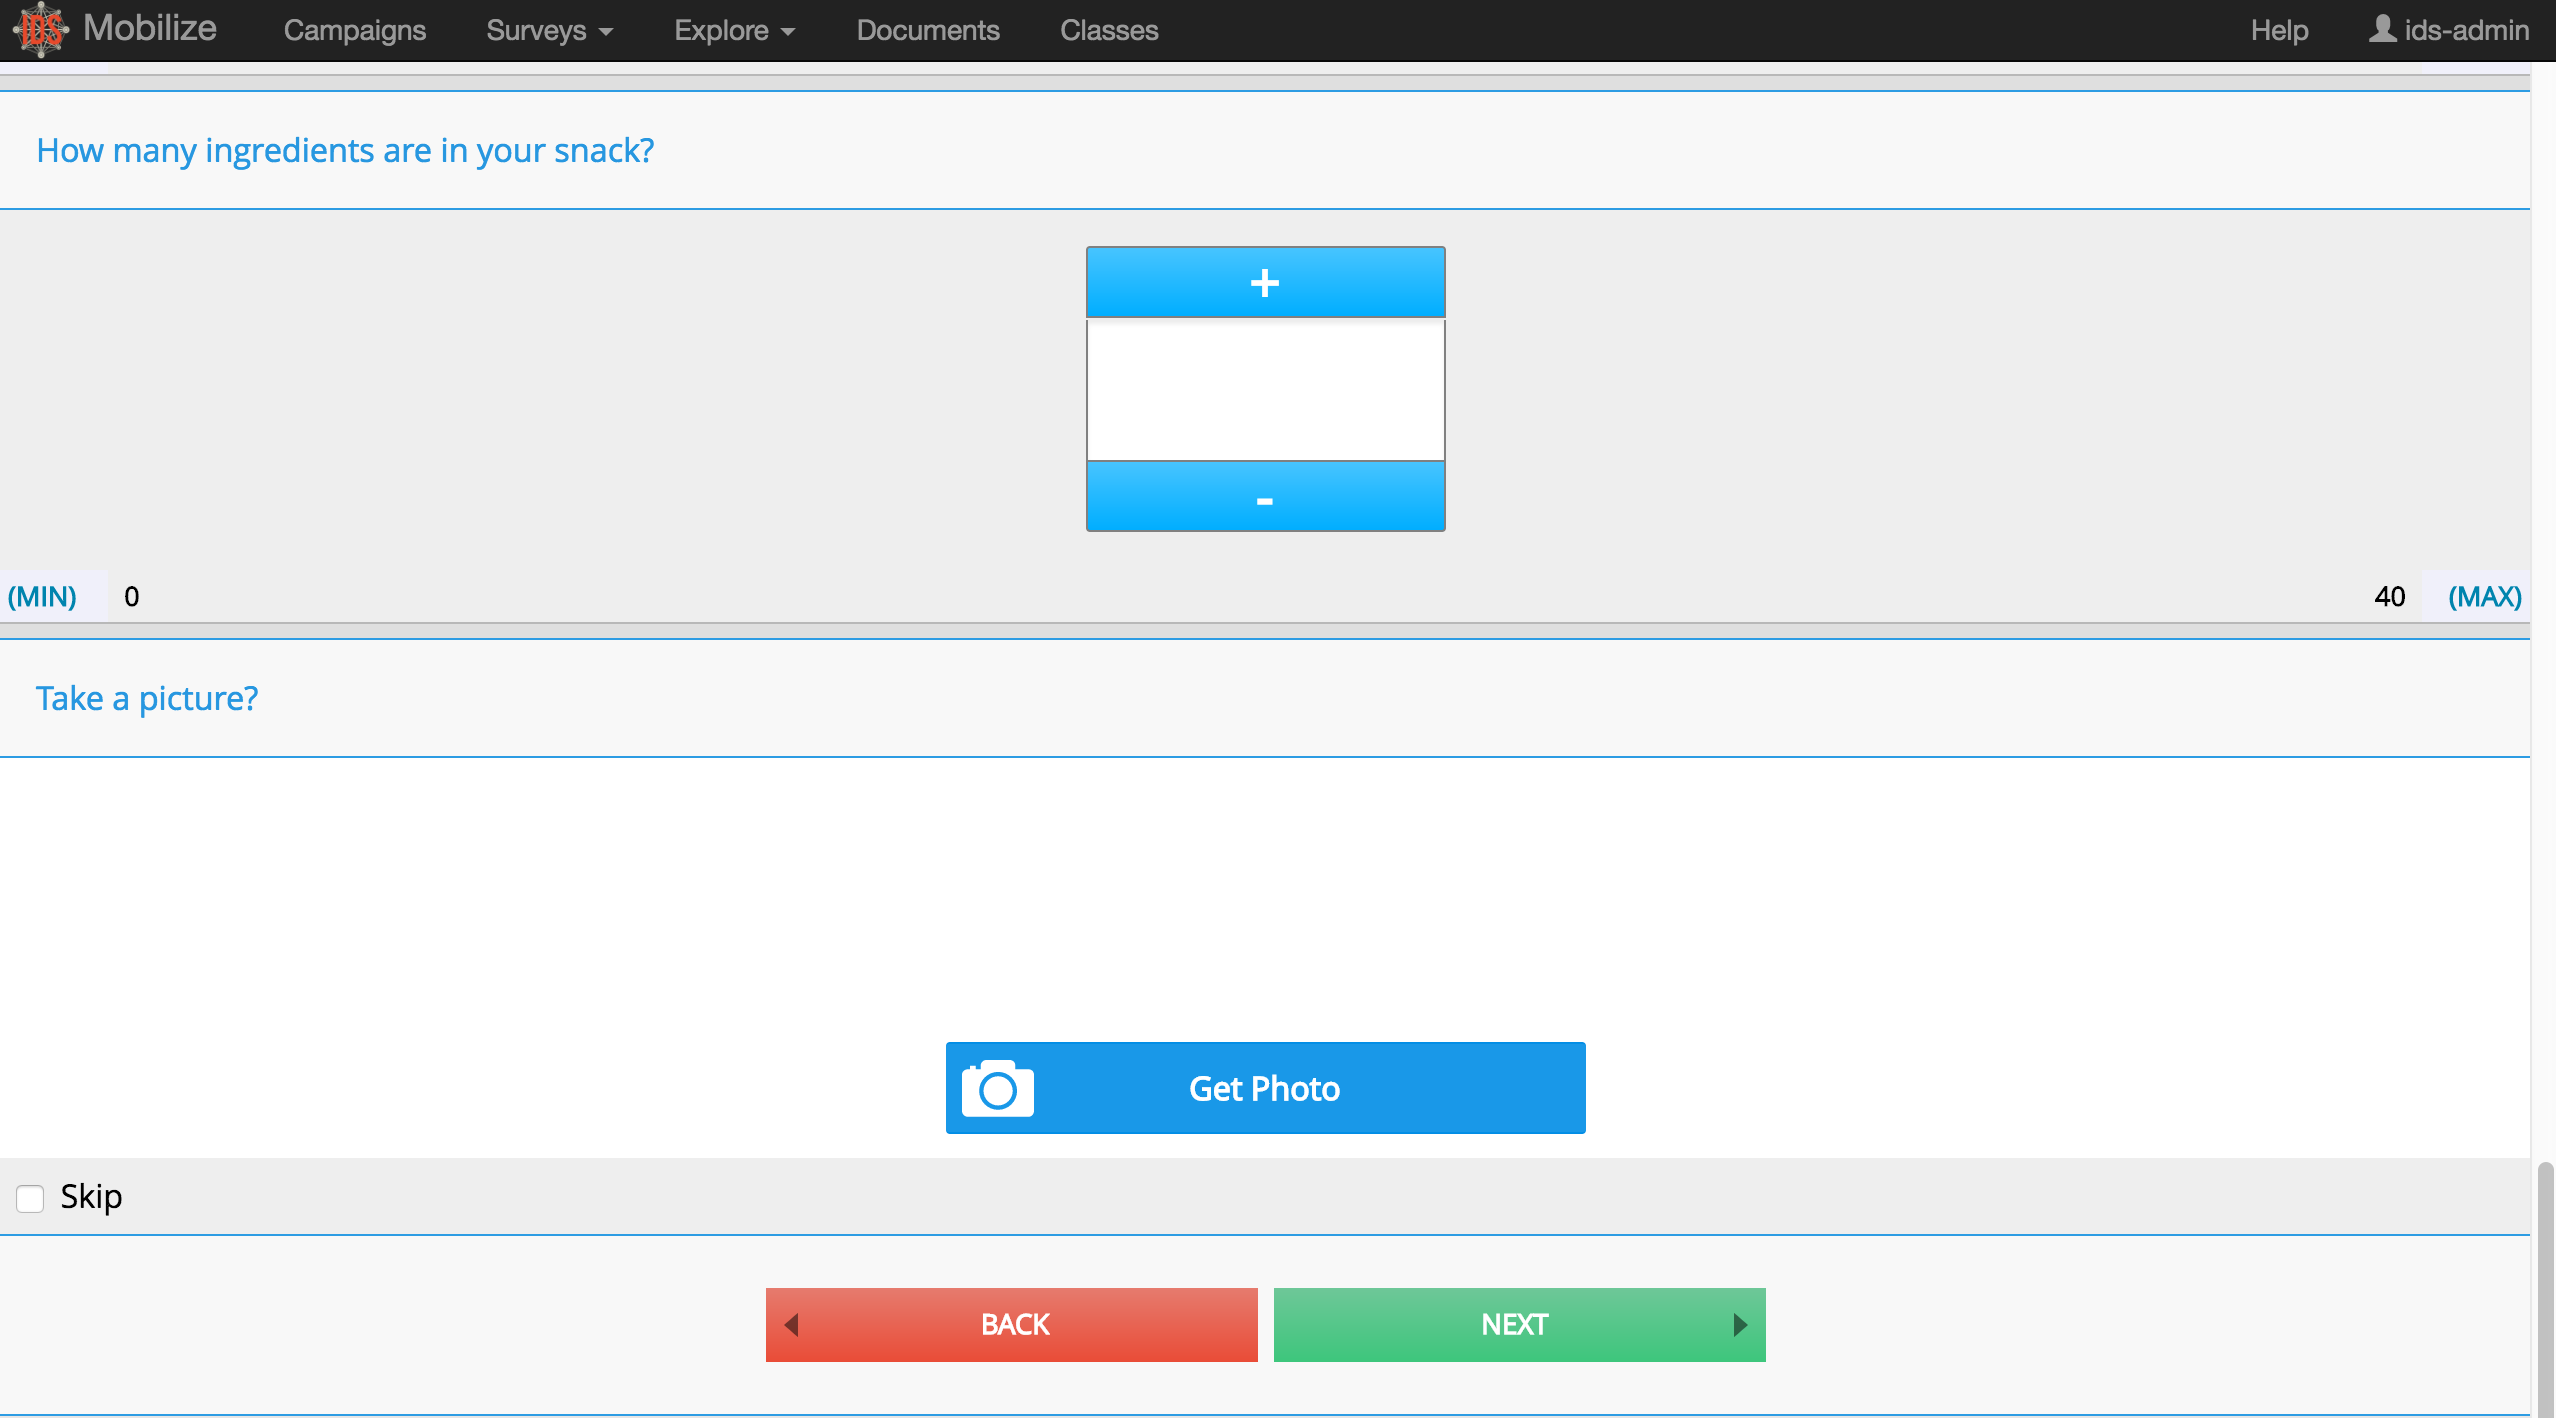 IDS Mobilize Campaigns Surveys Explore Documents Classes Help ids-admin
How many ingredients are in your snack?
+
-
(MIN) 0 40 (MAX)
Take a picture?
Get Photo
Skip
BACK NEXT